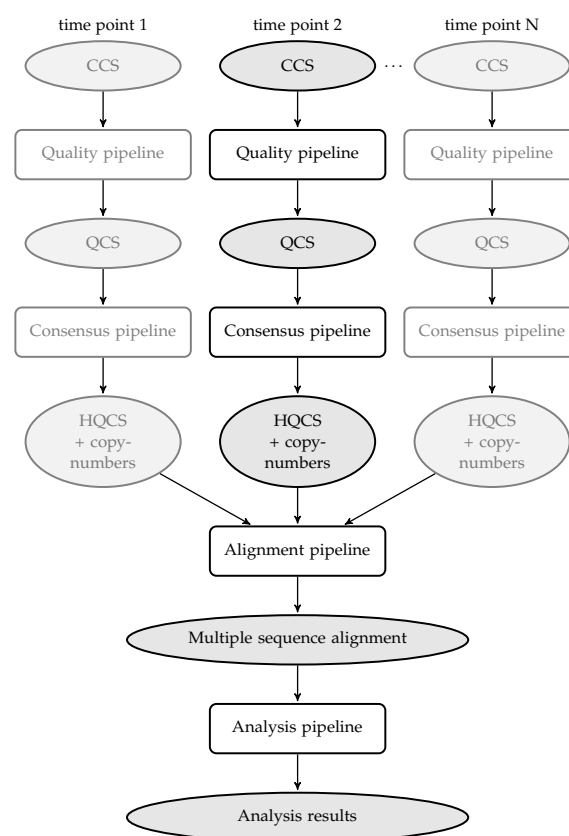 time point 1 time point 2 time point N
CCS CCS ... CCS
Quality pipeline Quality pipeline Quality pipeline
QCS QCS QCS
Consensus pipeline Consensus pipeline Consensus pipeline
HQCS HQCS HQCS
+ copy- + copy- + copy-
numbers numbers numbers
Alignment pipeline
Multiple sequence alignment
Analysis pipeline
Analysis results